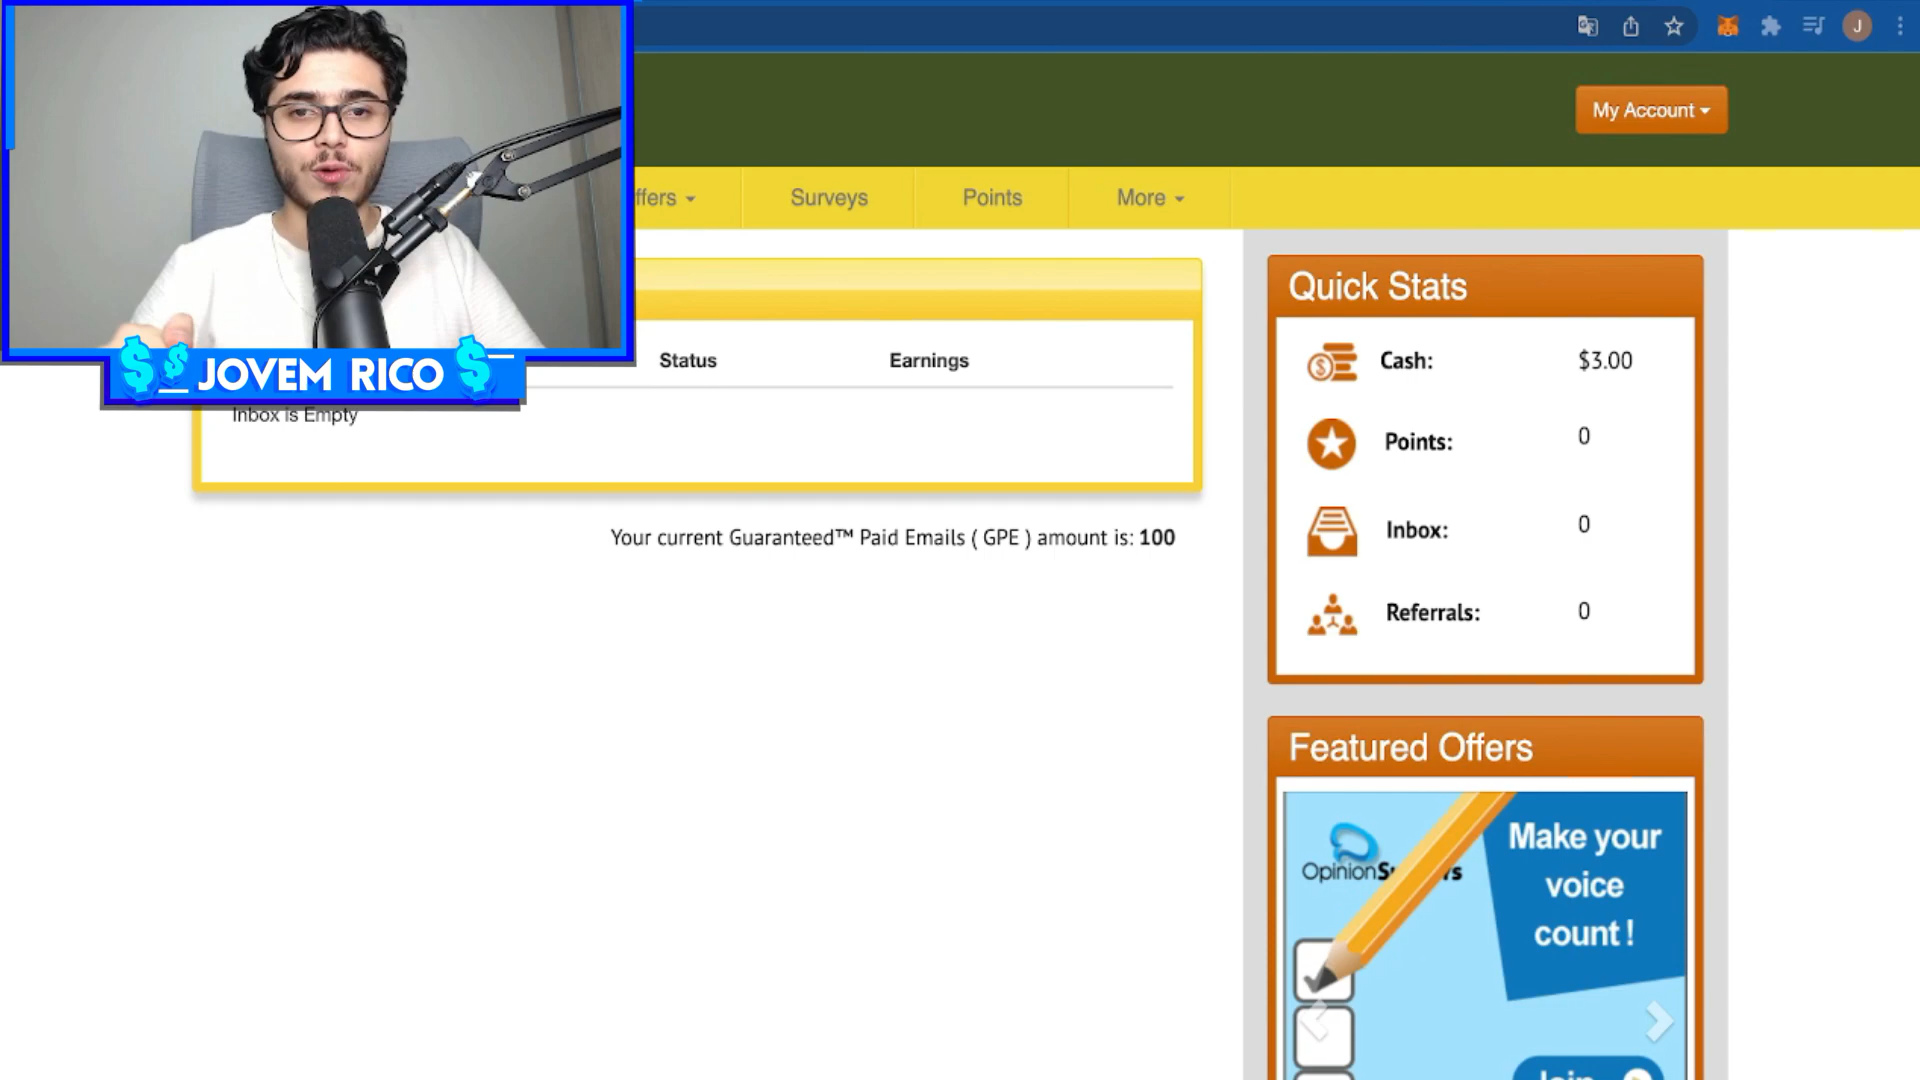 J
My Account
ffers
Surveys
Points
More
Quick Stats
$$ JOVEM RICO $
Status
Earnings
Inbox is Empty
Cash: $3.00
Points: 0
Inbox: 0
Referrals: 0
Your current Guaranteed™ Paid Emails ( GPE ) amount is: 100
Featured Offers
Make your
voice
count !